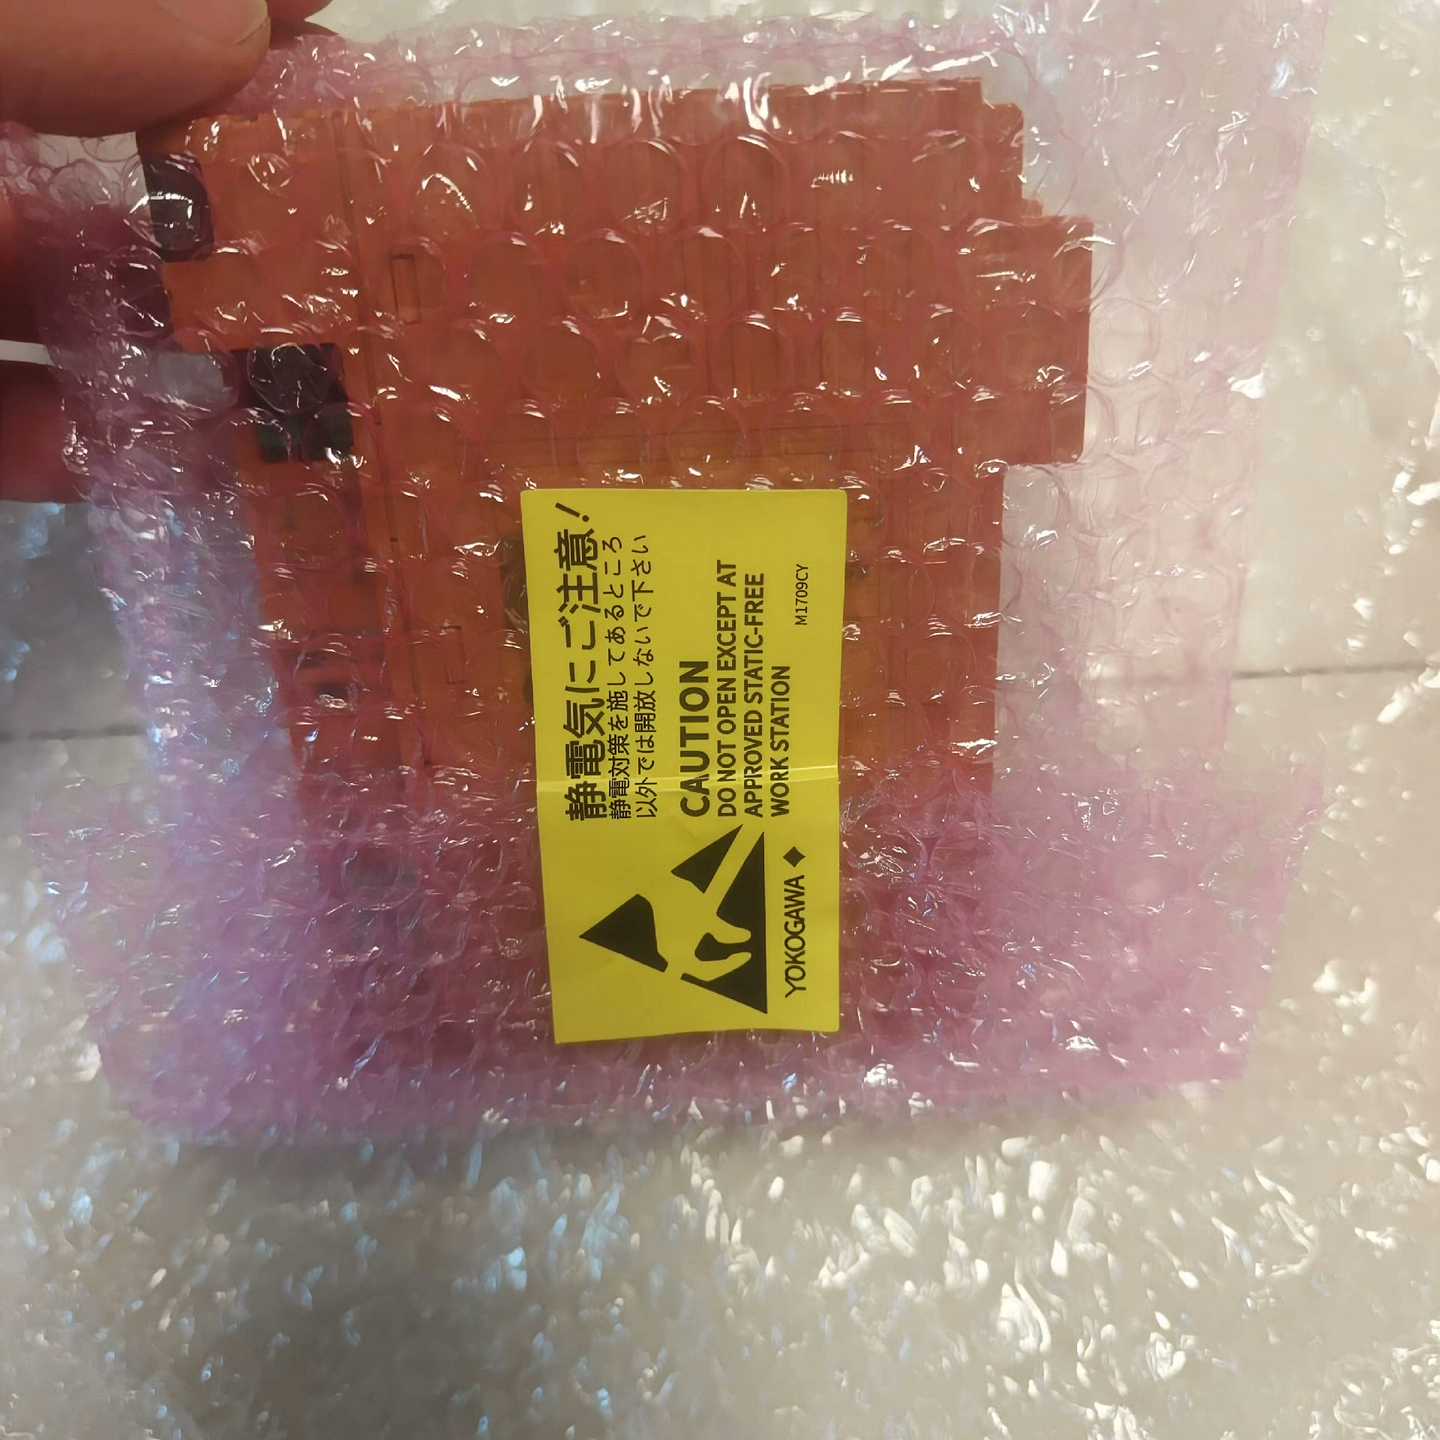 静電気にご注意!
静電対策を施してあるところ
以外では開放しないで下さい
CAUTION
DO NOT OPEN EXCEPT AT
APPROVED STATIC-FREE
WORK STATION
YOKOGAWA
M1709CY